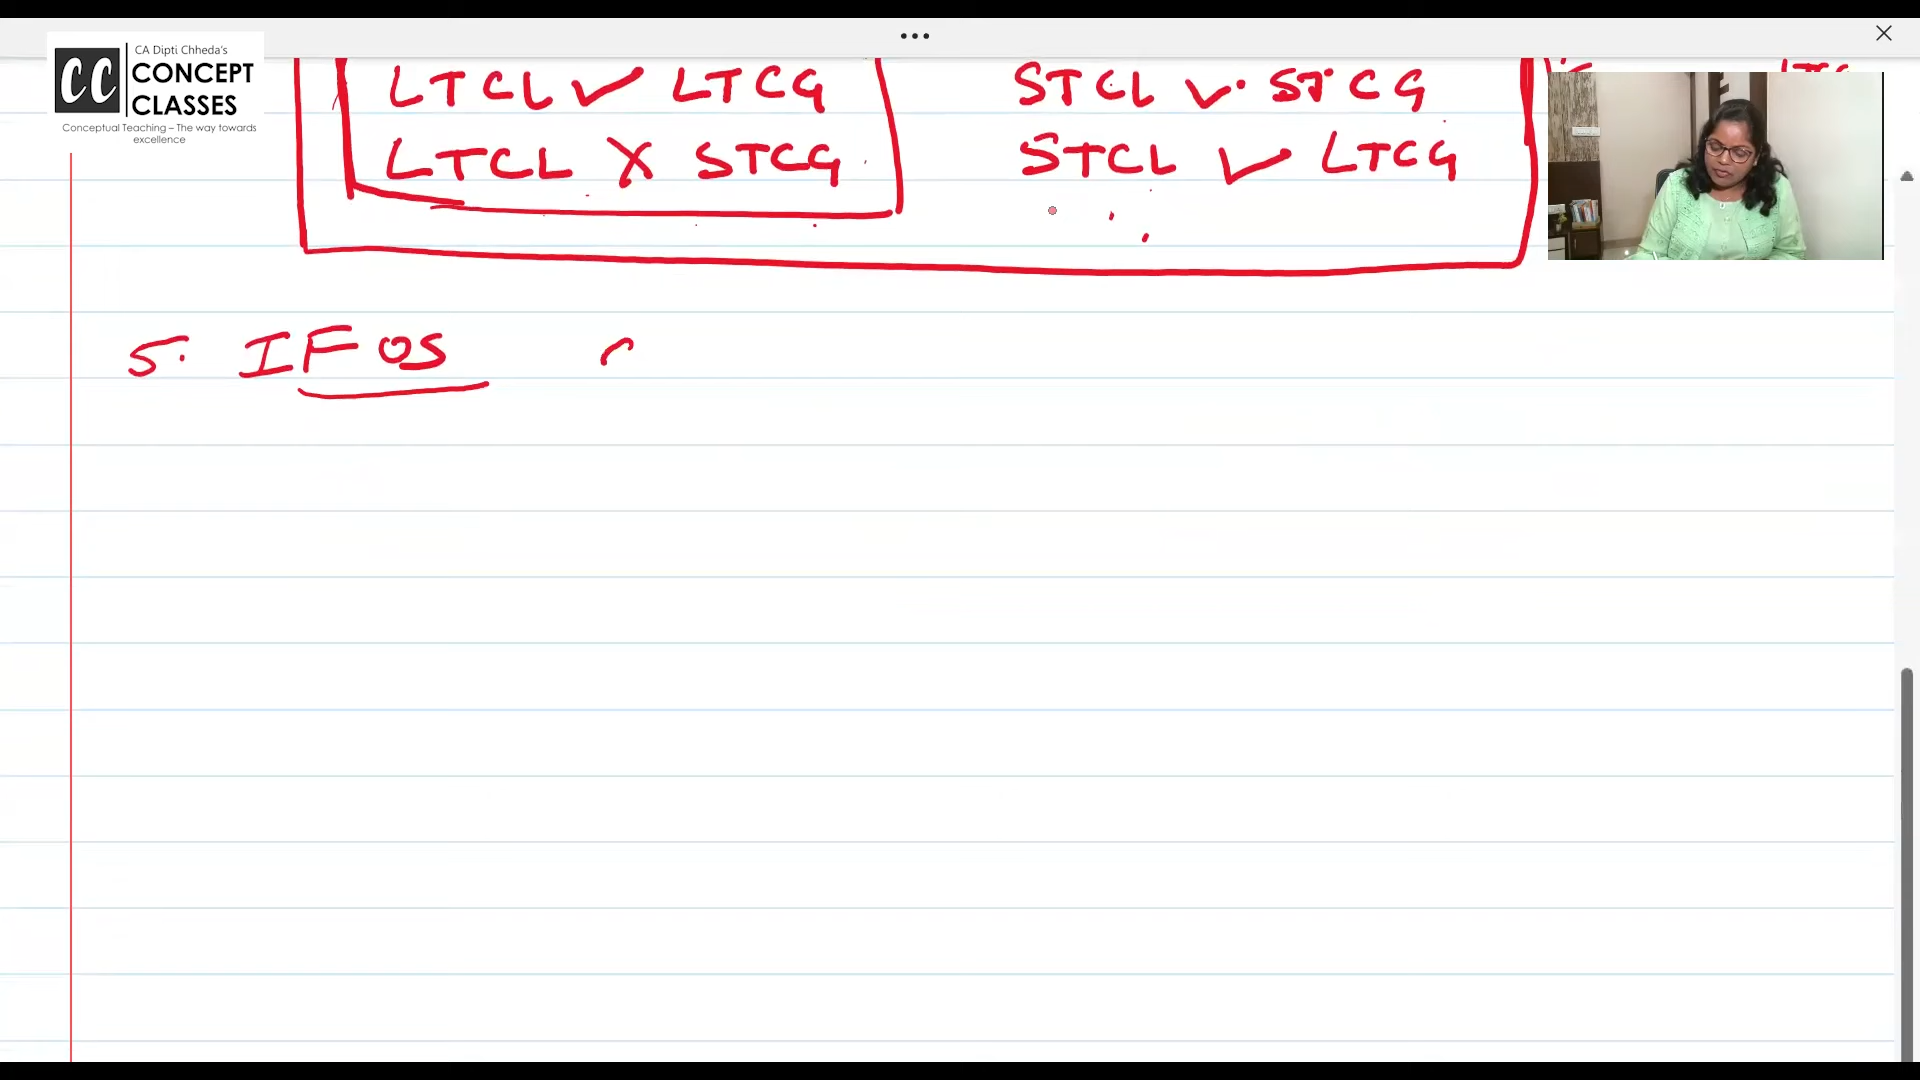 CC
CA Dipti Chheda's
CONCEPT
CLASSES
Conceptual Teaching – The way towards
excellence
LTCL ✓ LTCG
STCL ✓ STCG
LTCL X STCG
STCL ✓ LTCG
5. IFOS